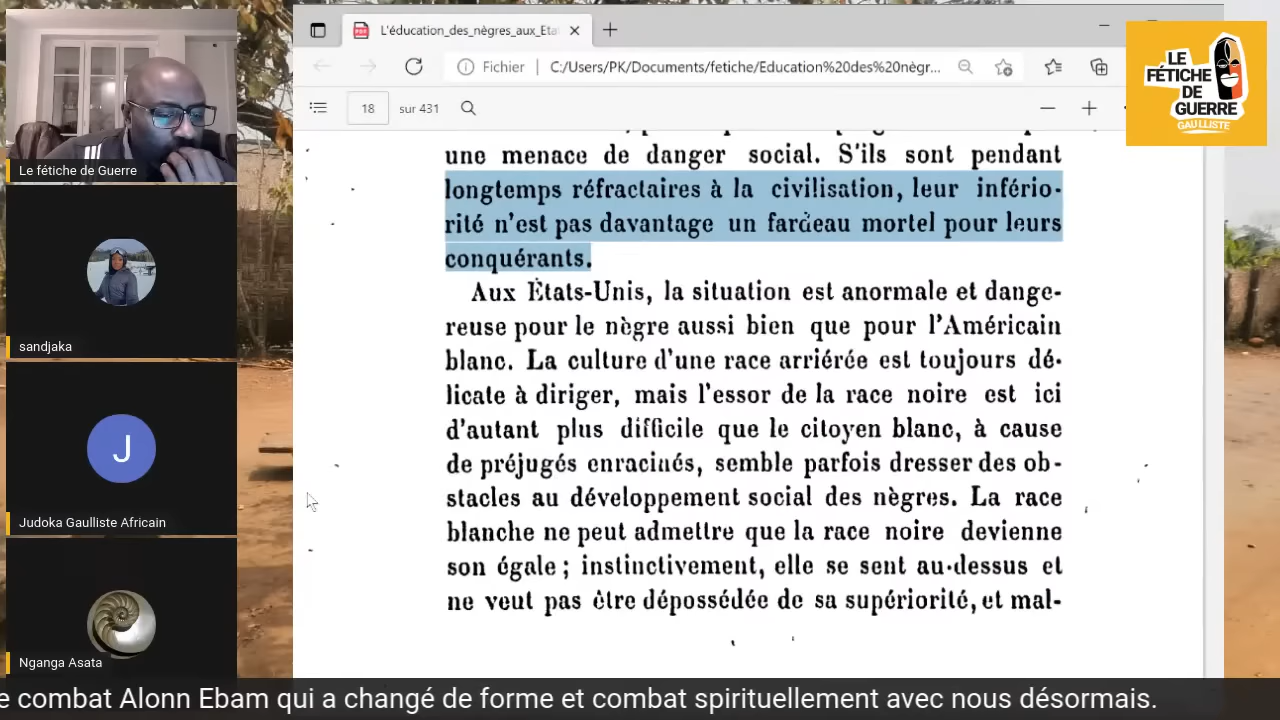 L'éducation_des_nègres_aux_Eta
Fichier
C:/Users/PK/Documents/fetiche/Education%20des%20nègr...
18 sur 431
LE
FÉTICHE
DE
GUERRE
GAULLISTE
Le fétiche de Guerre
sandjaka
J
Judoka Gaulliste Africain
Nganga Asata
une menace de danger social. S'ils sont pendant
longtemps réfractaires à la civilisation, leur infério-
rité n'est pas davantage un fardeau mortel pour leurs
conquérants.
Aux États-Unis, la situation est anormale et dange-
reuse pour le nègre aussi bien que pour l'Américain
blanc. La culture d'une race arriérée est toujours dé-
licate à diriger, mais l'essor de la race noire est ici
d'autant plus difficile que le citoyen blanc, à cause
de préjugés enracinés, semble parfois dresser des ob-
stacles au développement social des nègres. La race
blanche ne peut admettre que la race noire devienne
son égale ; instinctivement, elle se sent au-dessus et
ne veut pas être dépossédée de sa supériorité, et mal-
e combat Alonn Ebam qui a changé de forme et combat spirituellement avec nous désormais.